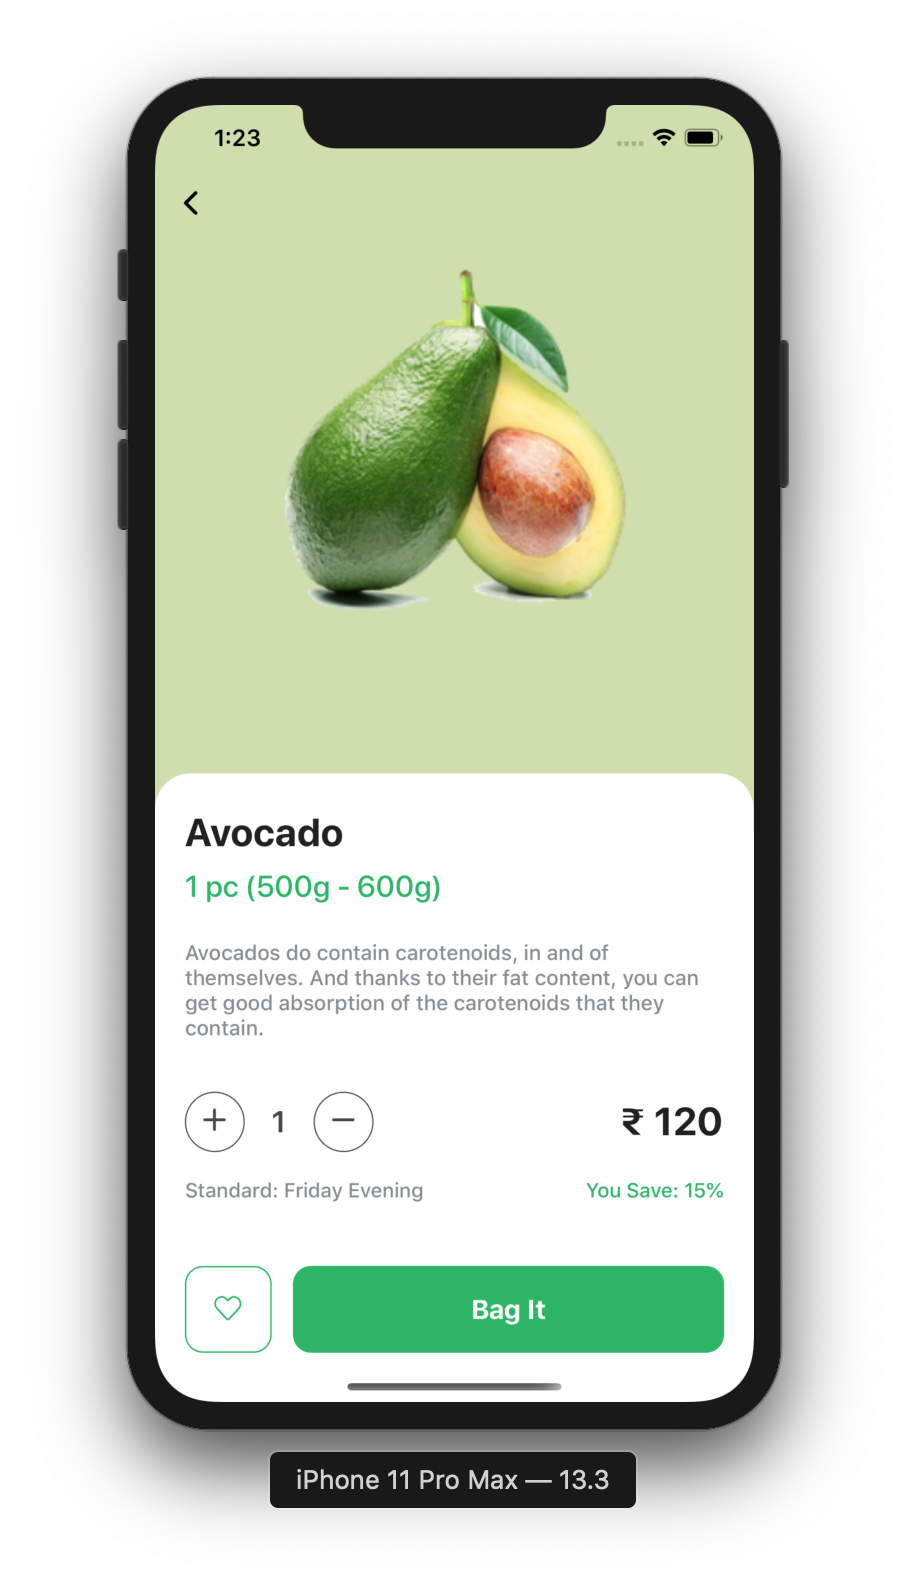 1:23
Avocado
1 pc (500g - 600g)
Avocados do contain carotenoids, in and of
themselves. And thanks to their fat content, you can
get good absorption of the carotenoids that they
contain.
1
₹ 120
Standard: Friday Evening
You Save: 15%
Bag It
iPhone 11 Pro Max — 13.3